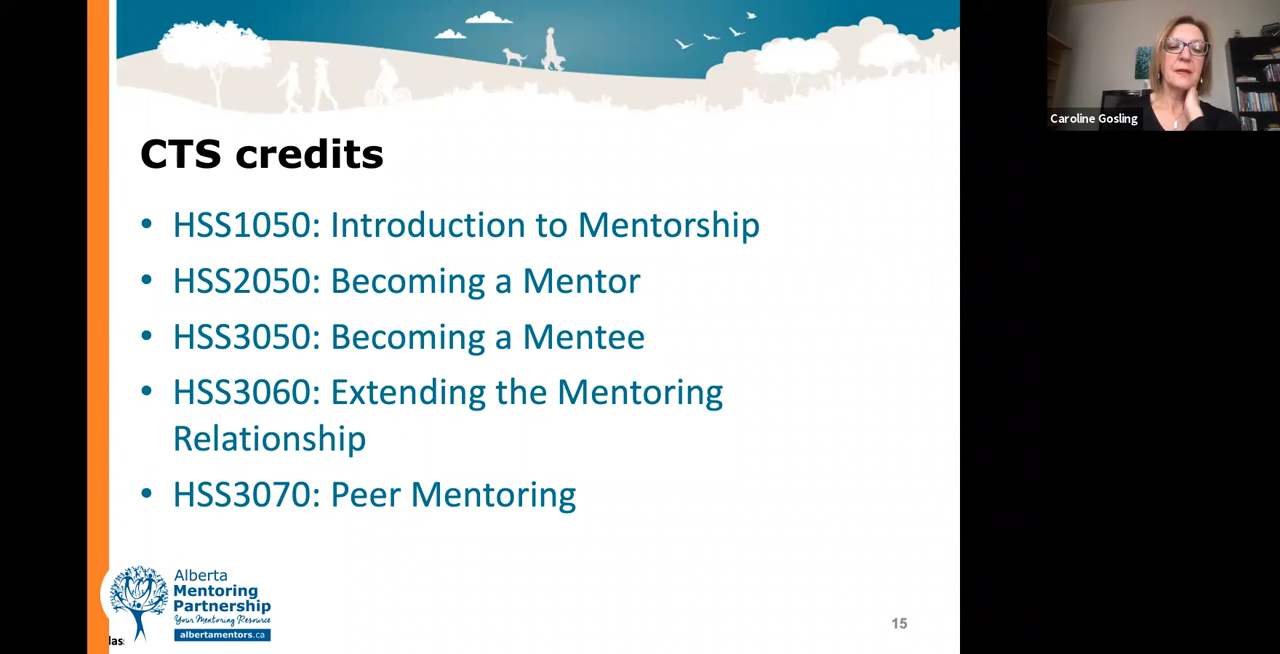 CTS credits
• HSS1050: Introduction to Mentorship
• HSS2050: Becoming a Mentor
• HSS3050: Becoming a Mentee
• HSS3060: Extending the Mentoring
Relationship
• HSS3070: Peer Mentoring
Alberta
Mentoring
Partnership
Your Mentoring Resource
albertamentors.ca
15
Caroline Gosling